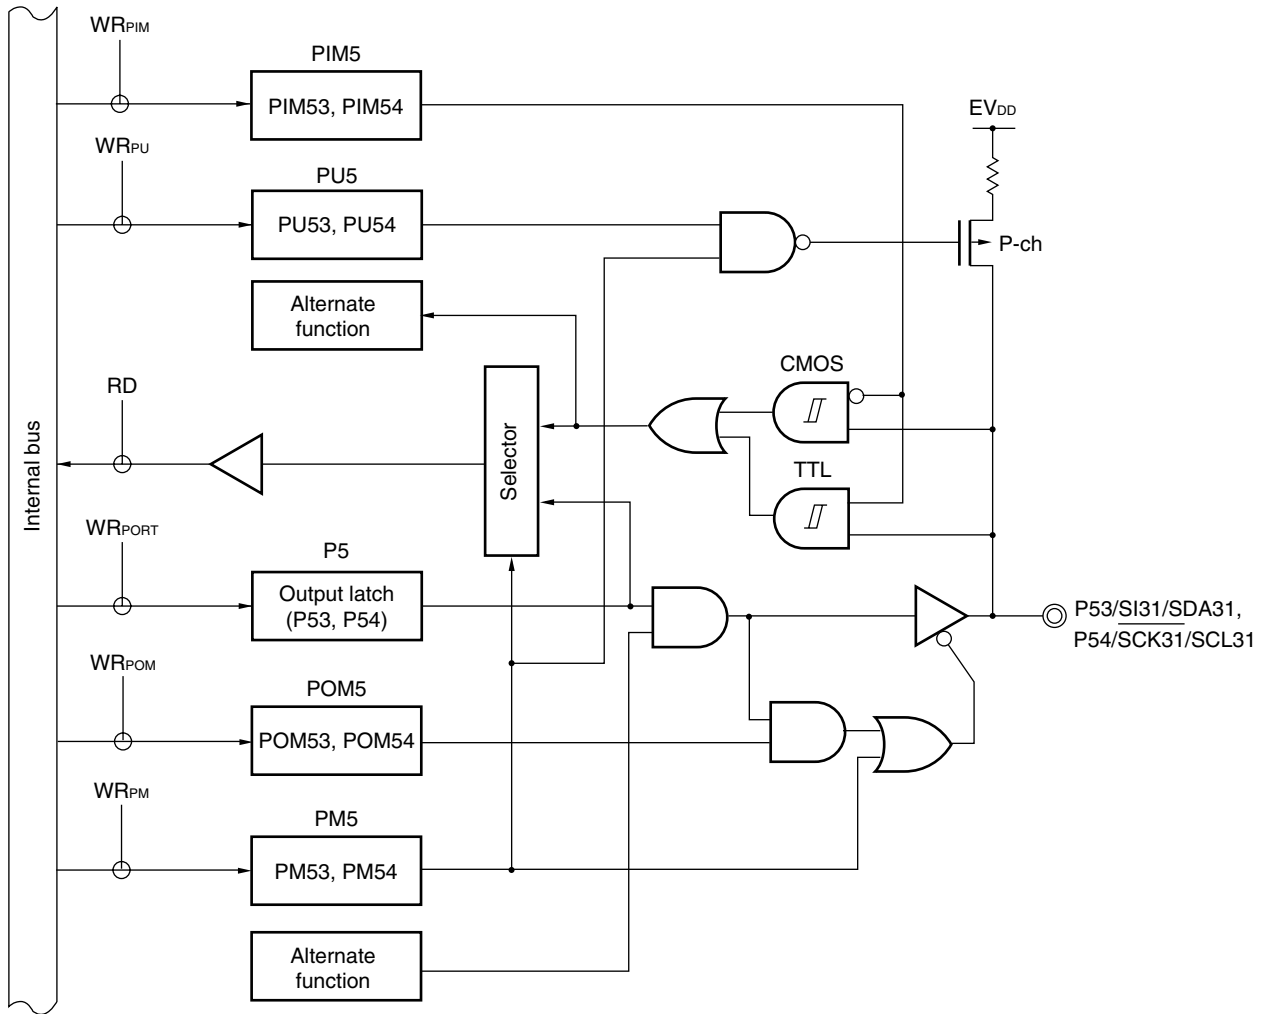 WRPIM
PIM5
PIM53, PIM54
EVDD
WRPU
PU5
PU53, PU54
P-ch
Alternate
function
CMOS
RD
Selector
TTL
Internal bus
WRPORT
P5
Output latch
(P53, P54)
P53/SI31/SDA31,
P54/S̅C̅K̅3̅1̅/SCL31
WRPOM
POM5
POM53, POM54
WRPM
PM5
PM53, PM54
Alternate
function